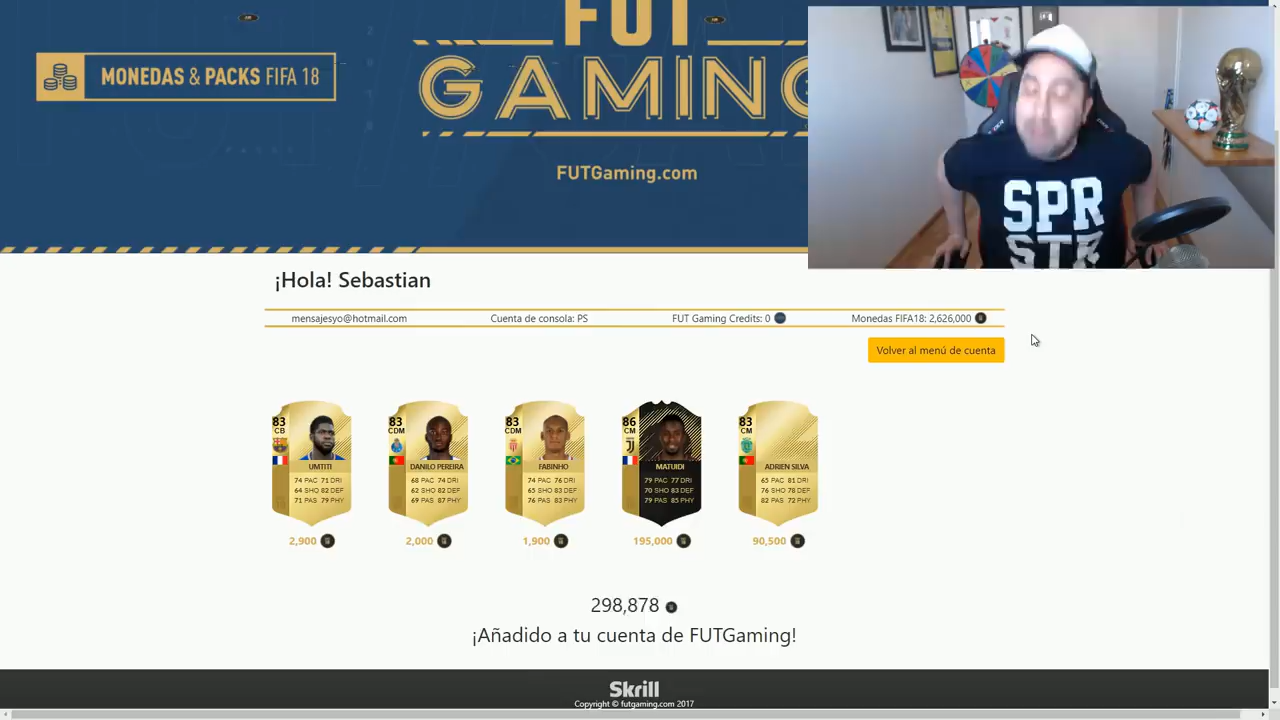 FUT
MONEDAS & PACKS FIFA 18
GAMING
FUTGaming.com
SPR
STR
¡Hola! Sebastian
mensajesyo@hotmail.com
Cuenta de consola: PS
FUT Gaming Credits: 0
Monedas FIFA18: 2,626,000
Volver al menú de cuenta
83
CB
UMTITI
74 PAC 71 DRI
64 SHO 82 DEF
71 PAS 79 PHY
2,900
83
CDM
DANILO PEREIRA
68 PAC 74 DRI
62 SHO 82 DEF
69 PAS 87 PHY
2,000
83
CDM
FABINHO
74 PAC 76 DRI
65 SHO 83 DEF
76 PAS 83 PHY
1,900
86
CM
MATUIDI
79 PAC 77 DRI
70 SHO 83 DEF
79 PAS 85 PHY
195,000
83
CM
ADRIEN SILVA
65 PAC 81 DRI
76 SHO 78 DEF
82 PAS 72 PHY
90,500
298,878
¡Añadido a tu cuenta de FUTGaming!
Skrill
Copyright © futgaming.com 2017